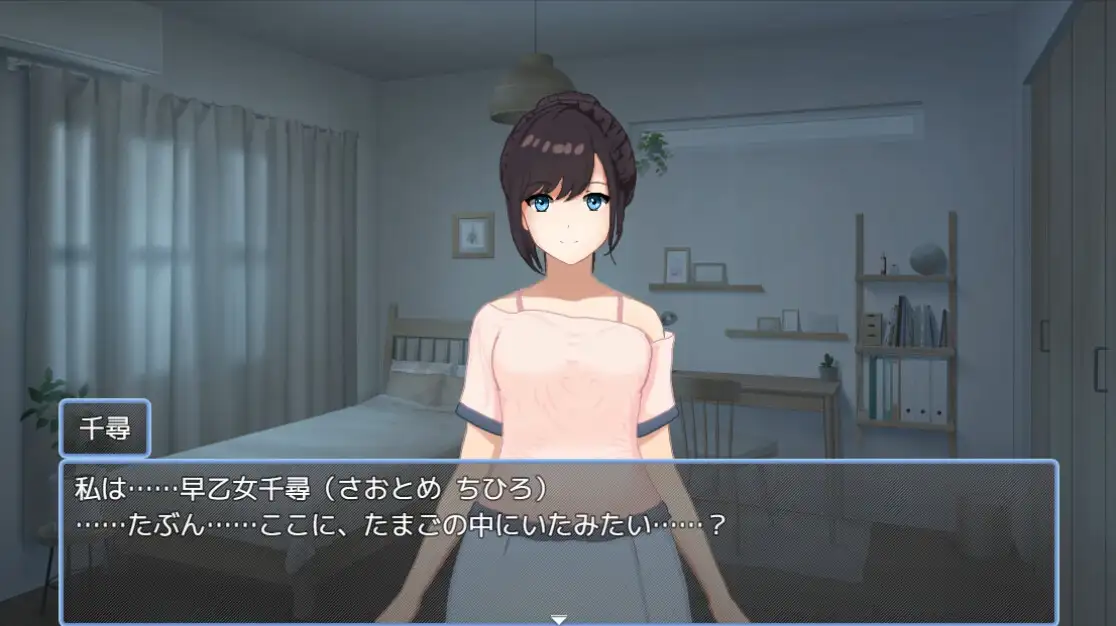 千尋
私は……早乙女千尋（さおとめ ちひろ）
……たぶん……ここに、たまごの中にいたみたい……？